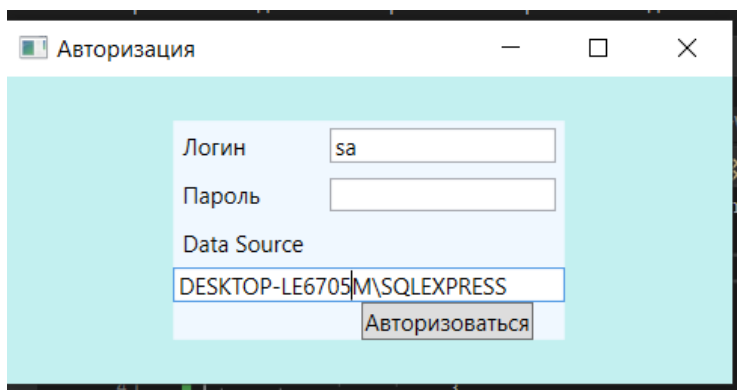 Авторизация
Логин sa
Пароль
Data Source
DESKTOP-LE6705M\SQLEXPRESS
Авторизоваться